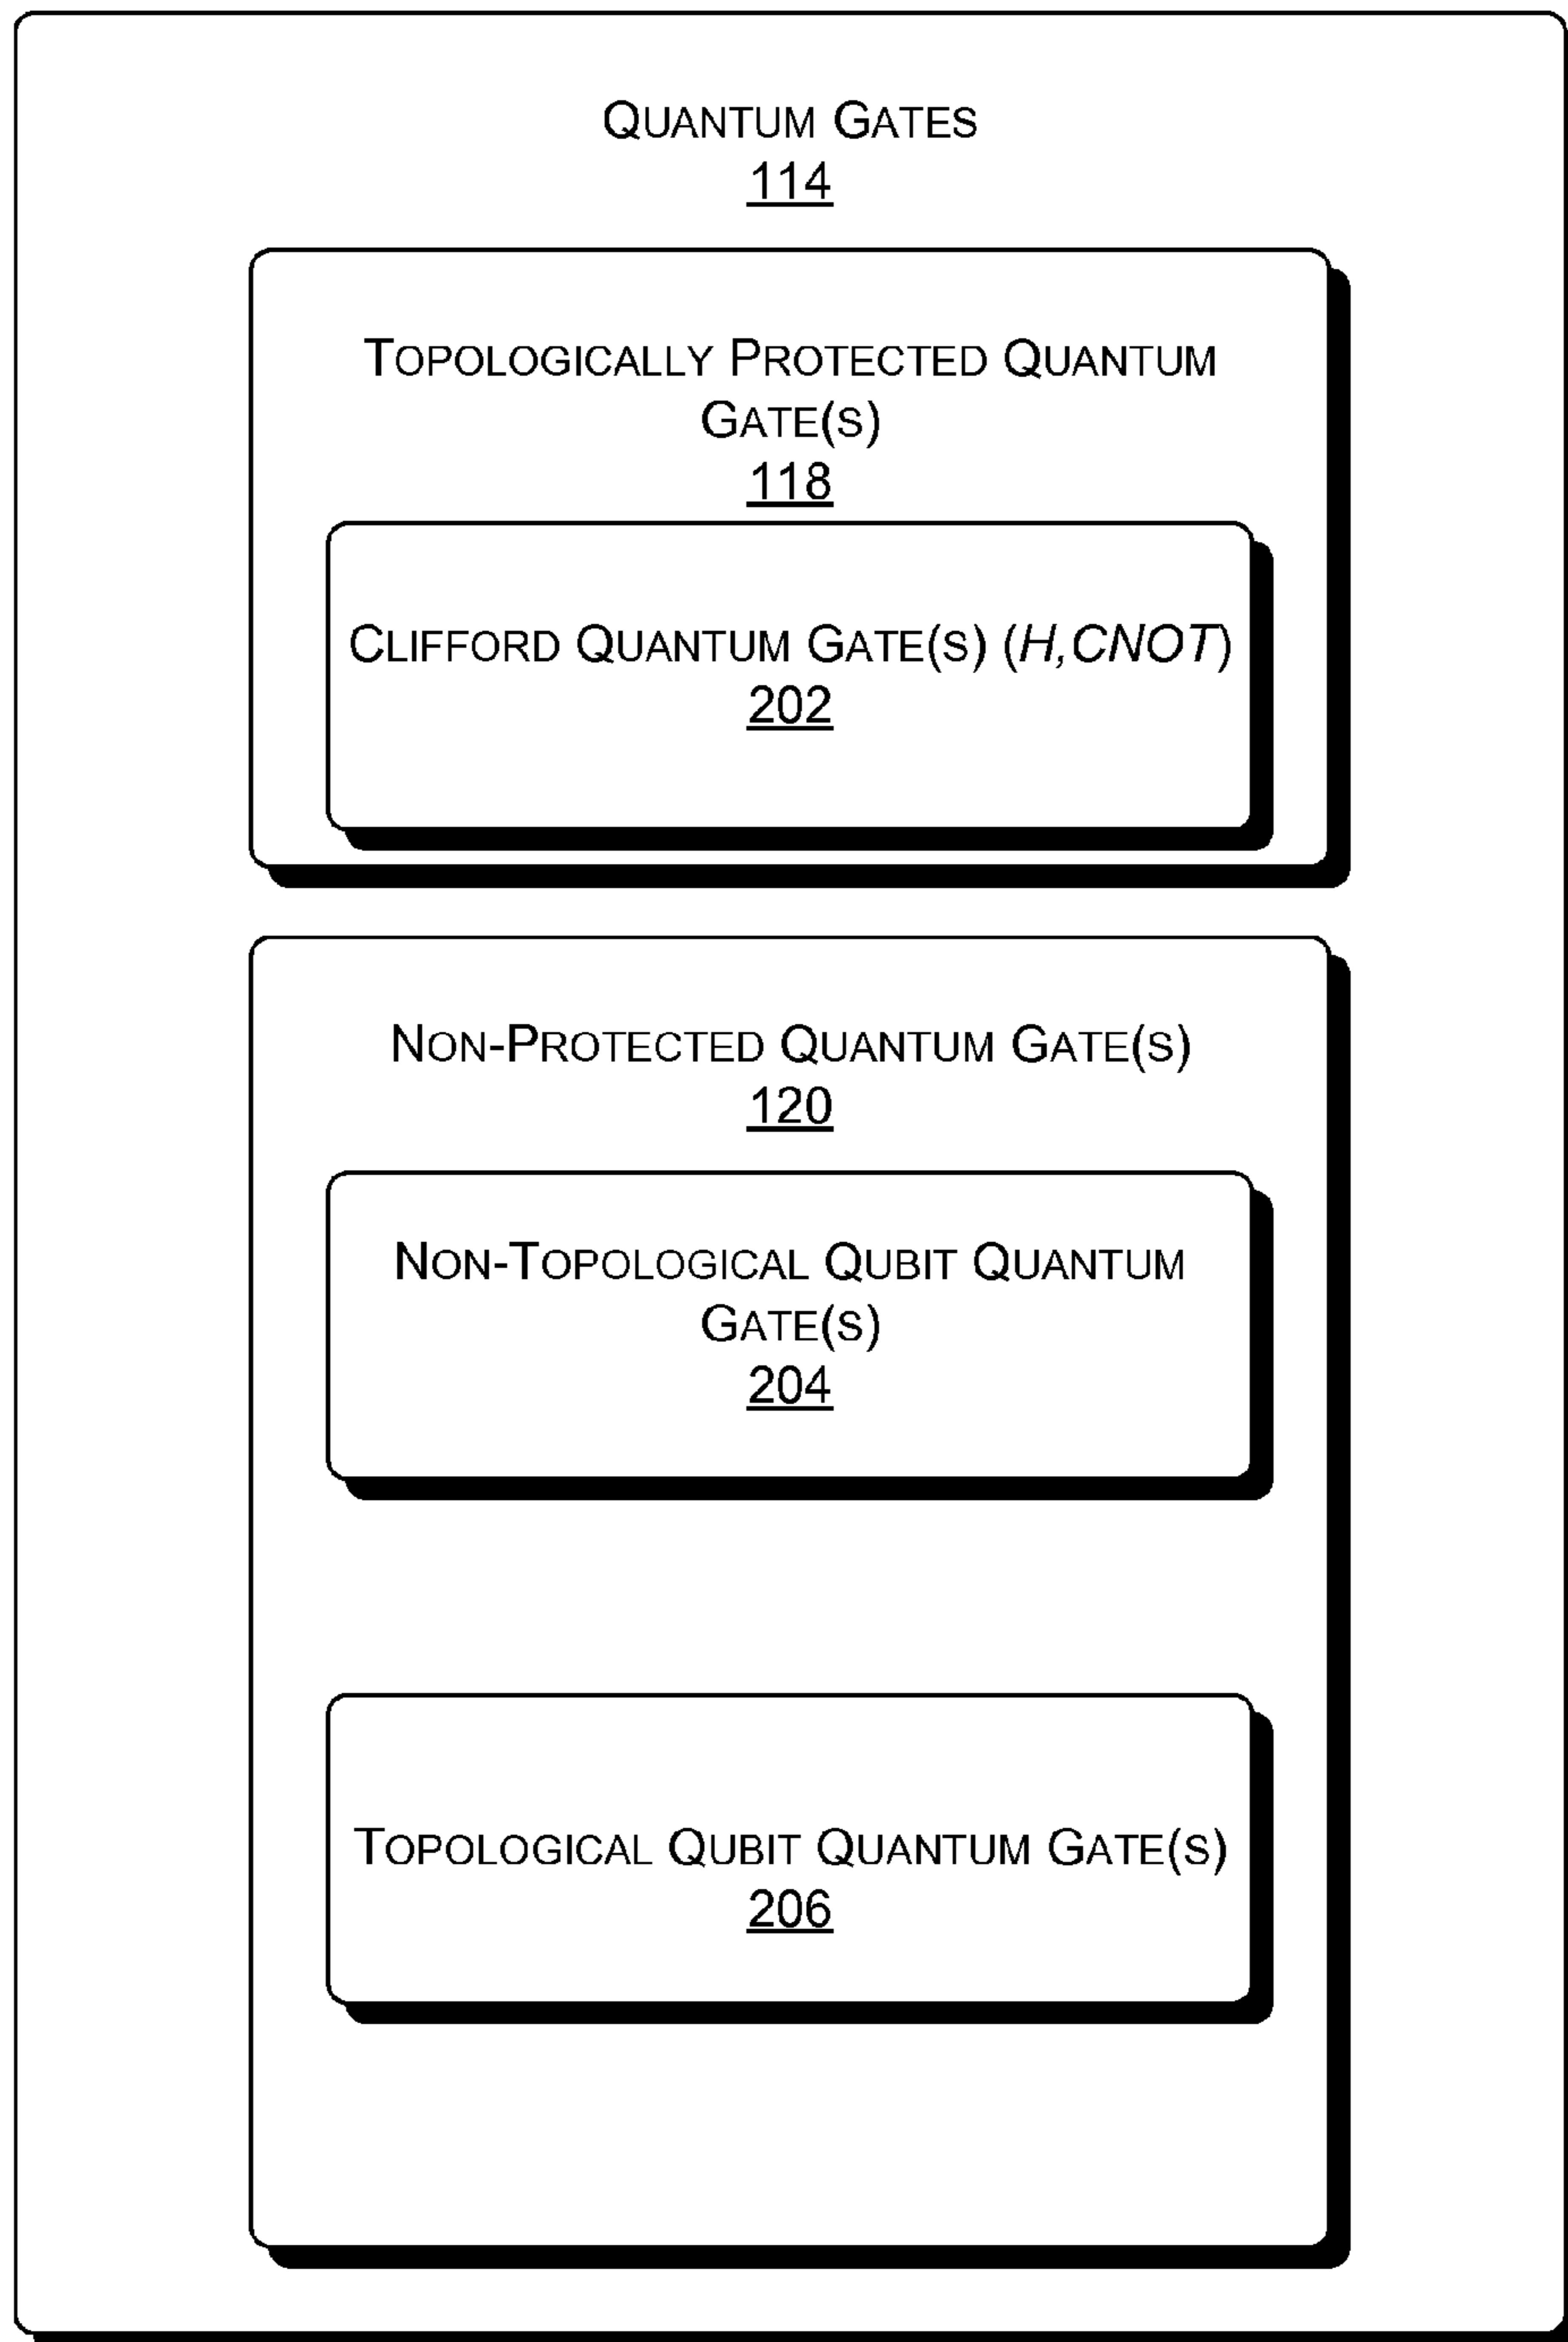 QUANTUM GATES
114
TOPOLOGICALLY PROTECTED QUANTUM
GATE(S)
118
CLIFFORD QUANTUM GATE(S) (H,CNOT)
202
NON-PROTECTED QUANTUM GATE(S)
120
NON-TOPOLOGICAL QUBIT QUANTUM
GATE(S)
204
TOPOLOGICAL QUBIT QUANTUM GATE(S)
206